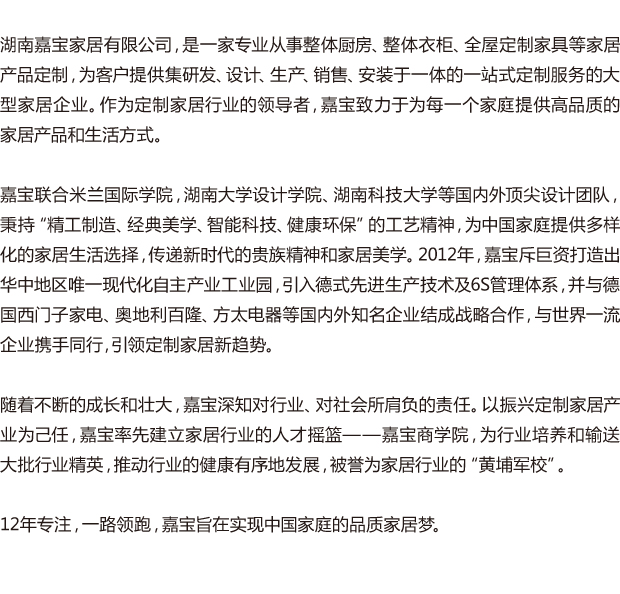 湖南嘉宝家居有限公司，是一家专业从事整体厨房、整体衣柜、全屋定制家具等家居
产品定制，为客户提供集研发、设计、生产、销售、安装于一体的一站式定制服务的大
型家居企业。作为定制家居行业的领导者，嘉宝致力于为每一个家庭提供高品质的
家居产品和生活方式。
嘉宝联合米兰国际学院，湖南大学设计学院、湖南科技大学等国内外顶尖设计团队，
秉持“精工制造、经典美学、智能科技、健康环保”的工艺精神，为中国家庭提供多样
化的家居生活选择，传递新时代的贵族精神和家居美学。2012年，嘉宝斥巨资打造出
华中地区唯一现代化自主产业工业园，引入德式先进生产技术及6S管理体系，并与德
国西门子家电、奥地利百隆、方太电器等国内外知名企业结成战略合作，与世界一流
企业携手同行，引领定制家居新趋势。
随着不断的成长和壮大，嘉宝深知对行业、对社会所肩负的责任。以振兴定制家居产
业为己任，嘉宝率先建立家居行业的人才摇篮——嘉宝商学院，为行业培养和输送
大批行业精英，推动行业的健康有序地发展，被誉为家居行业的“黄埔军校”。
12年专注，一路领跑，嘉宝旨在实现中国家庭的品质家居梦。